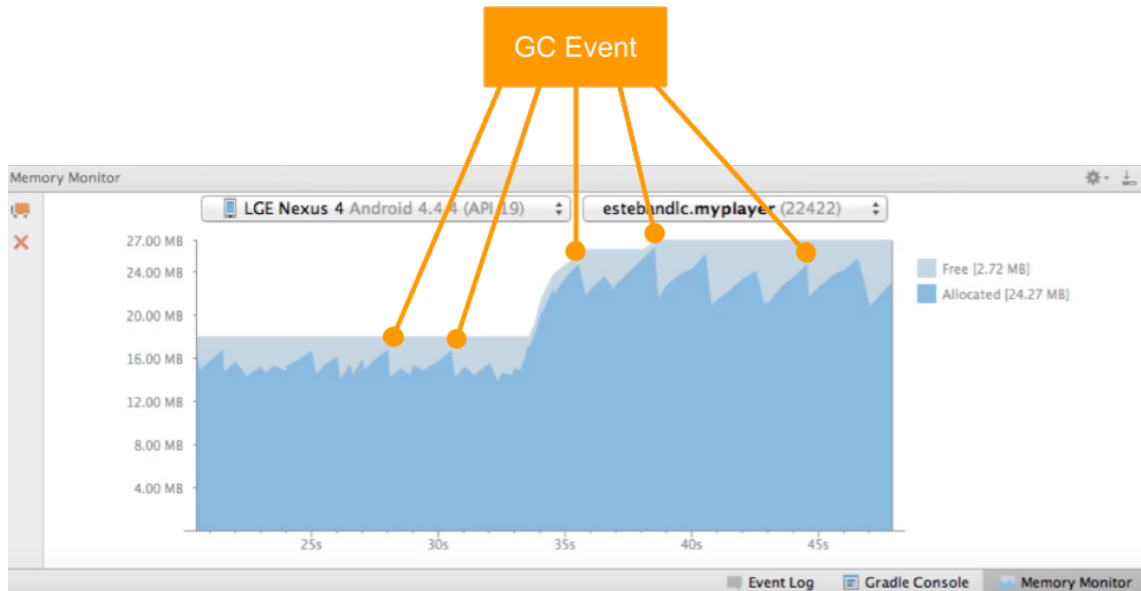 GC Event
Memory Monitor
LGE Nexus 4 Android 4.4.4 (API 19)
estebandlc.myplayer (22422)
27.00 MB
24.00 MB
20.00 MB
16.00 MB
12.00 MB
8.00 MB
4.00 MB
Free [2.72 MB]
Allocated [24.27 MB]
25s
30s
35s
40s
45s
Event Log
Gradle Console
Memory Monitor